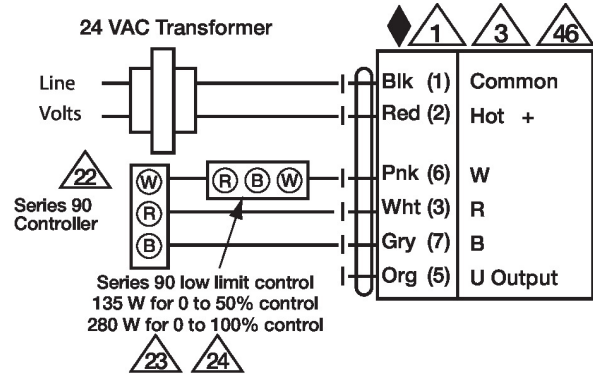 24 VAC Transformer
1 3 46
Line
Volts
Blk (1) Common
Red (2) Hot +
Pnk (6) W
Wht (3) R
Gry (7) B
Org (5) U Output
22
Series 90
Controller
W
R
B
R B W
Series 90 low limit control
135 W for 0 to 50% control
280 W for 0 to 100% control
23 24